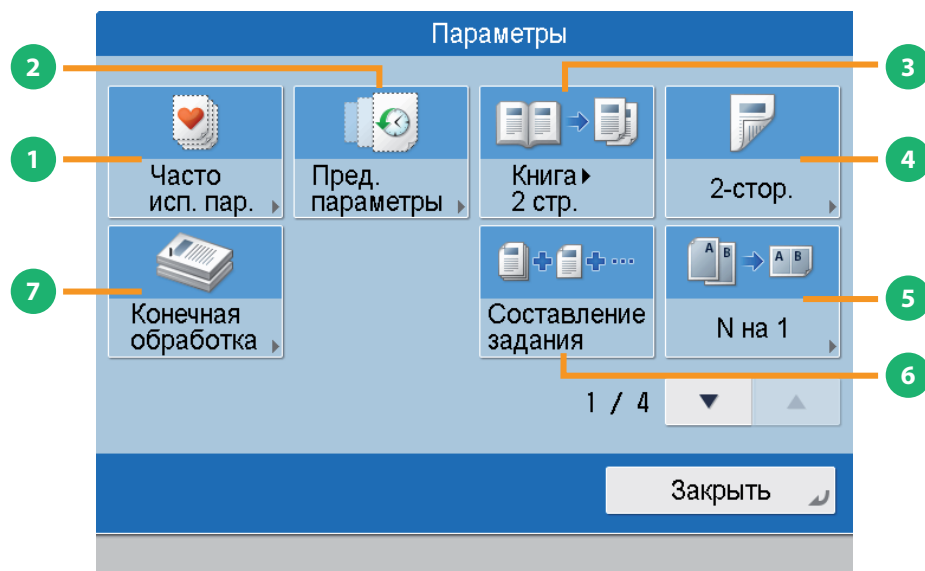 Параметры
2
3
1
4
Часто
исп. пар.
Пред.
параметры
Книга▸
2 стр.
2-стор.
A B
A B
7
5
Конечная
обработка
Составление
задания
N на 1
6
1 / 4
Закрыть